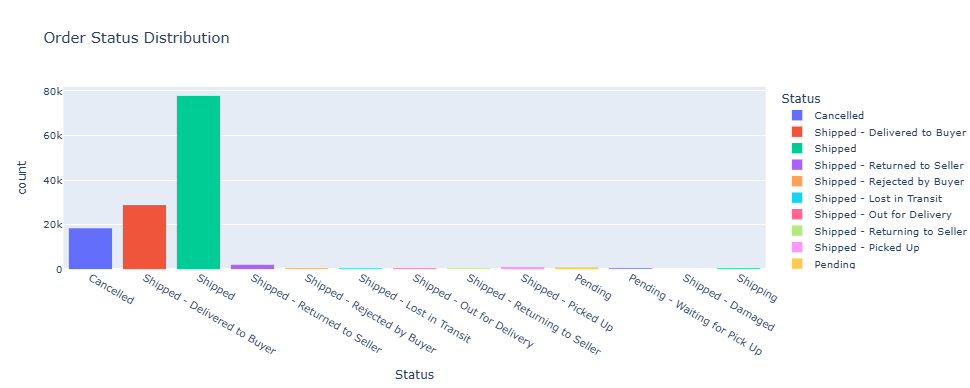 Order Status Distribution
80k
60k
40k
20k
0
count
Cancelled
Shipped - Delivered to Buyer
Shipped
Shipped - Returned to Seller
Shipped - Rejected by Buyer
Shipped - Lost in Transit
Shipped - Out for Delivery
Shipped - Returning to Seller
Shipped - Picked Up
Pending
Pending - Waiting for Pick Up
Shipped - Damaged
Shipping
Status
Status
Cancelled
Shipped - Delivered to Buyer
Shipped
Shipped - Returned to Seller
Shipped - Rejected by Buyer
Shipped - Lost in Transit
Shipped - Out for Delivery
Shipped - Returning to Seller
Shipped - Picked Up
Pending